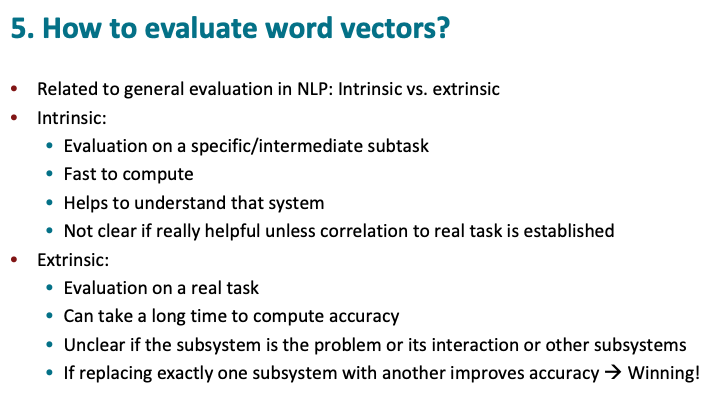 5. How to evaluate word vectors?
• Related to general evaluation in NLP: Intrinsic vs. extrinsic
• Intrinsic:
• Evaluation on a specific/intermediate subtask
• Fast to compute
• Helps to understand that system
• Not clear if really helpful unless correlation to real task is established
• Extrinsic:
• Evaluation on a real task
• Can take a long time to compute accuracy
• Unclear if the subsystem is the problem or its interaction or other subsystems
• If replacing exactly one subsystem with another improves accuracy → Winning!